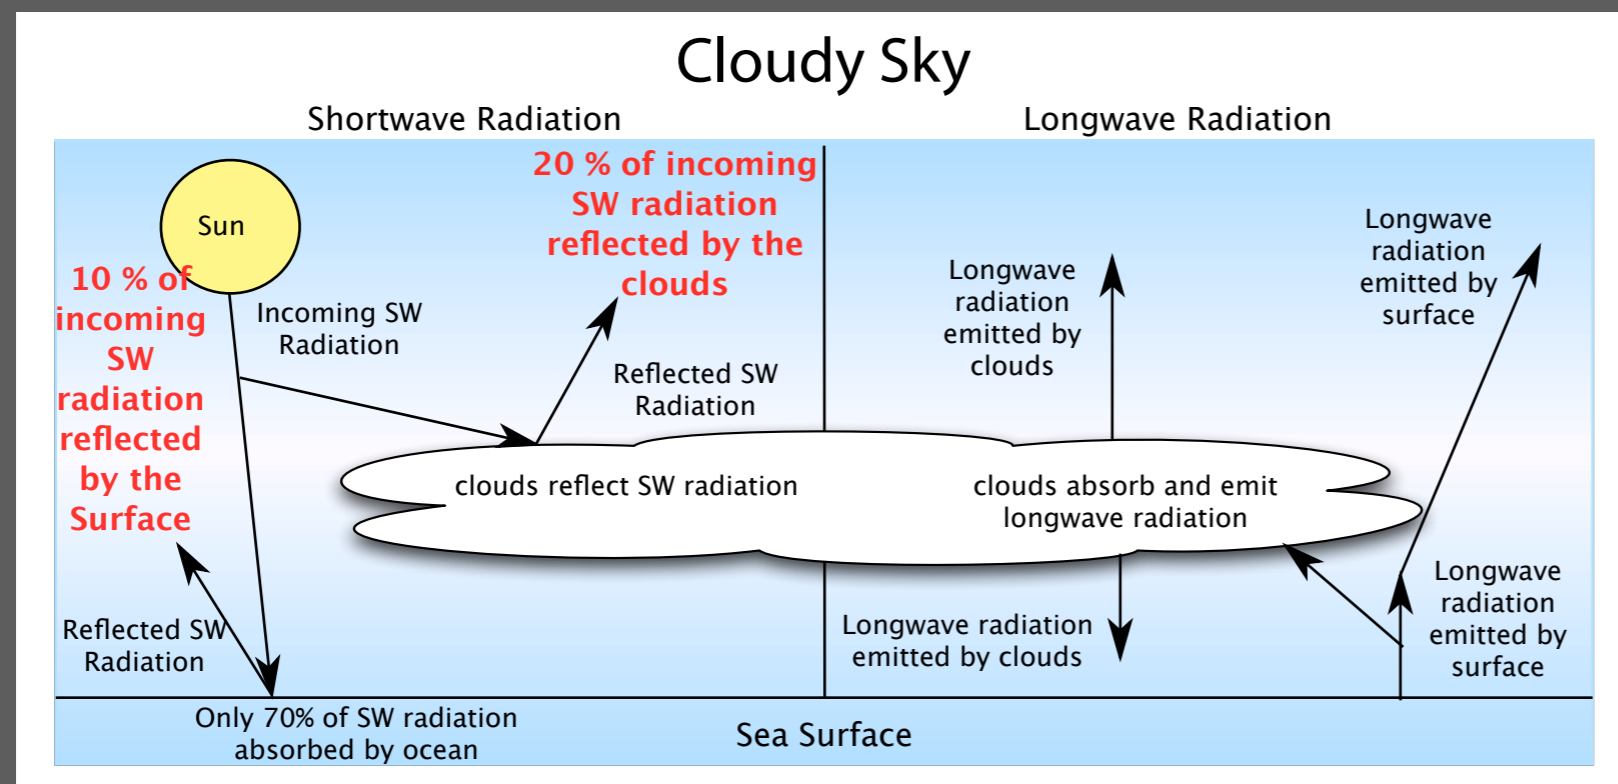 Cloudy Sky
Shortwave Radiation
Longwave Radiation
Sun
10 % of
incoming
SW
radiation
reflected
by the
Surface
Incoming SW
Radiation
20 % of incoming
SW radiation
reflected by the
clouds
Reflected SW
Radiation
clouds reflect SW radiation
Reflected SW
Radiation
Only 70% of SW radiation
absorbed by ocean
Longwave
radiation
emitted by
clouds
Longwave
radiation
emitted by
surface
clouds absorb and emit
longwave radiation
Longwave radiation
emitted by clouds
Longwave
radiation
emitted by
surface
Sea Surface